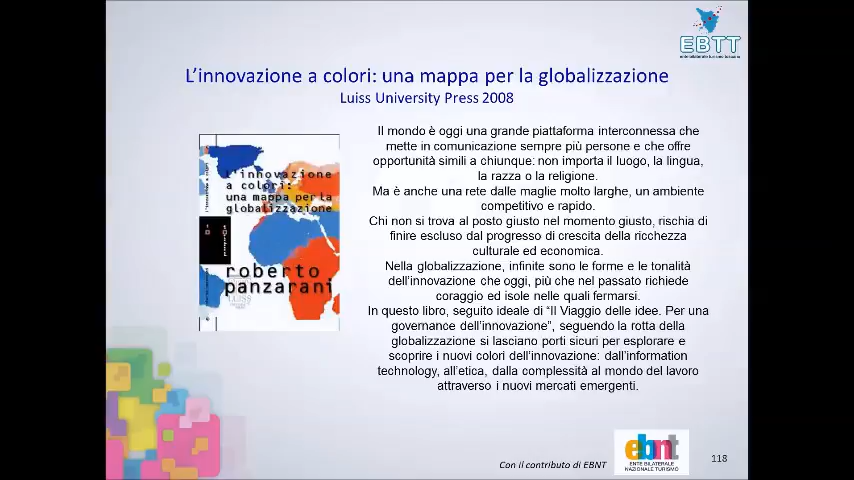 EBTT
L'innovazione a colori: una mappa per la globalizzazione
Luiss University Press 2008
Il mondo è oggi una grande piattaforma interconnessa che
mette in comunicazione sempre più persone e che offre
opportunità simili a chiunque: non importa il luogo, la lingua,
la razza o la religione.
Ma è anche una rete dalle maglie molto larghe, un ambiente
competitivo e rapido.
Chi non si trova al posto giusto nel momento giusto, rischia di
finire escluso dal progresso di crescita della ricchezza
culturale ed economica.
Nella globalizzazione, infinite sono le forme e le tonalità
dell'innovazione che oggi, più che nel passato richiede
coraggio ed isole nelle quali fermarsi.
In questo libro, seguito ideale di "Il Viaggio delle idee. Per una
governance dell'innovazione", seguendo la rotta della
globalizzazione si lasciano porti sicuri per esplorare e
scoprire i nuovi colori dell'innovazione: dall'information
technology, all'etica, dalla complessità al mondo del lavoro
attraverso i nuovi mercati emergenti.
l'innovazione
a colori:
una mappa per la
globalizzazione
roberto
panzarani
LUISS
Con il contributo di EBNT
ebnt
ENTE BILATERALE
NAZIONALE TURISMO
118